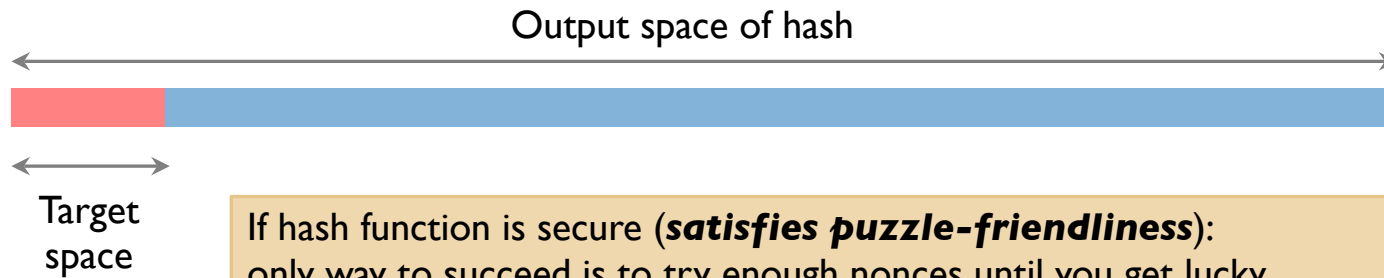 Output space of hash
Target
space
If hash function is secure (satisfies puzzle-friendliness):
only way to succeed is to try enough nonces until you get lucky